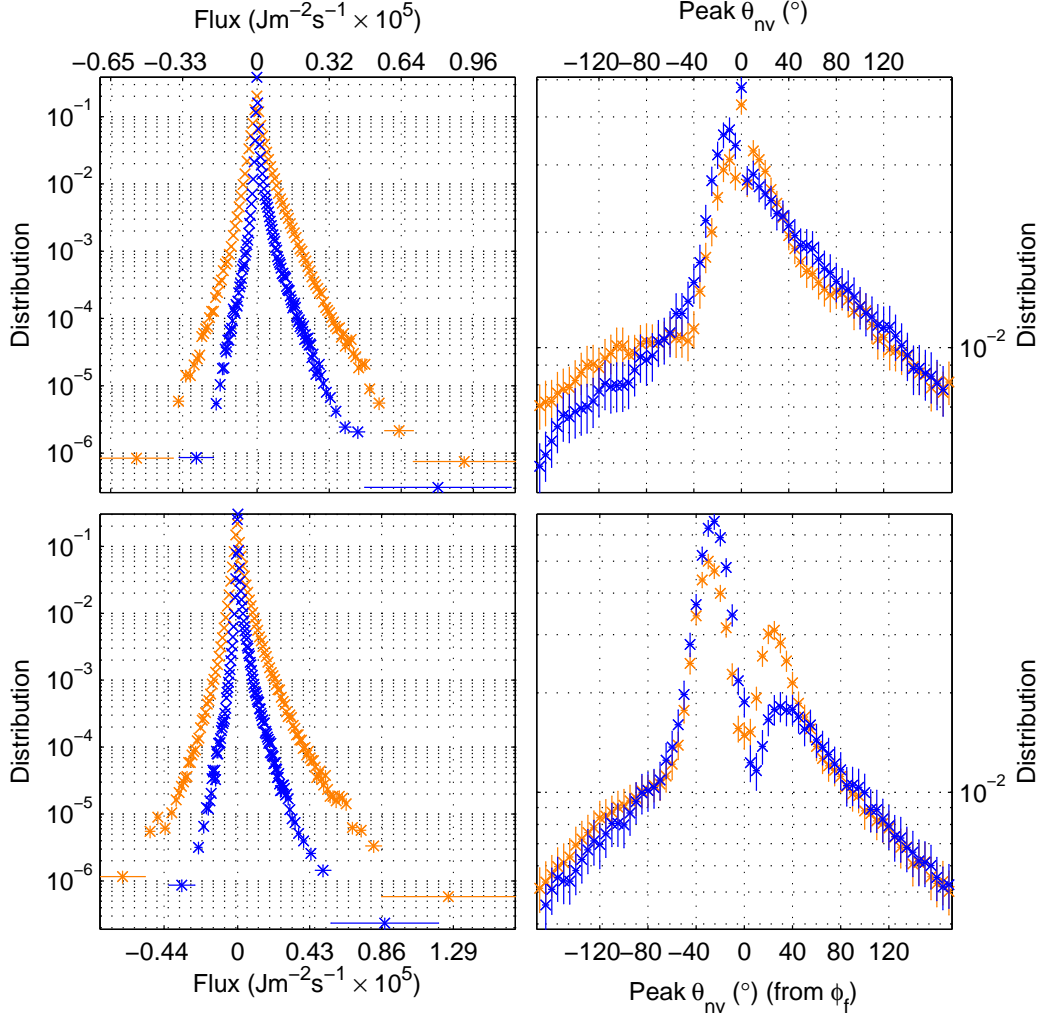 Flux (Jm⁻²s⁻¹ × 10⁵)
Peak θnv (°)
−0.65 −0.33 0 0.32 0.64 0.96
−120 −80 −40 0 40 80 120
10⁻¹
10⁻²
10⁻³
10⁻⁴
10⁻⁵
10⁻⁶
Distribution
10⁻²
Distribution
10⁻¹
10⁻²
10⁻³
10⁻⁴
10⁻⁵
10⁻⁶
Distribution
10⁻²
Distribution
−0.44 0 0.43 0.86 1.29
−120 −80 −40 0 40 80 120
Flux (Jm⁻²s⁻¹ × 10⁵)
Peak θnv (°) (from ϕf)